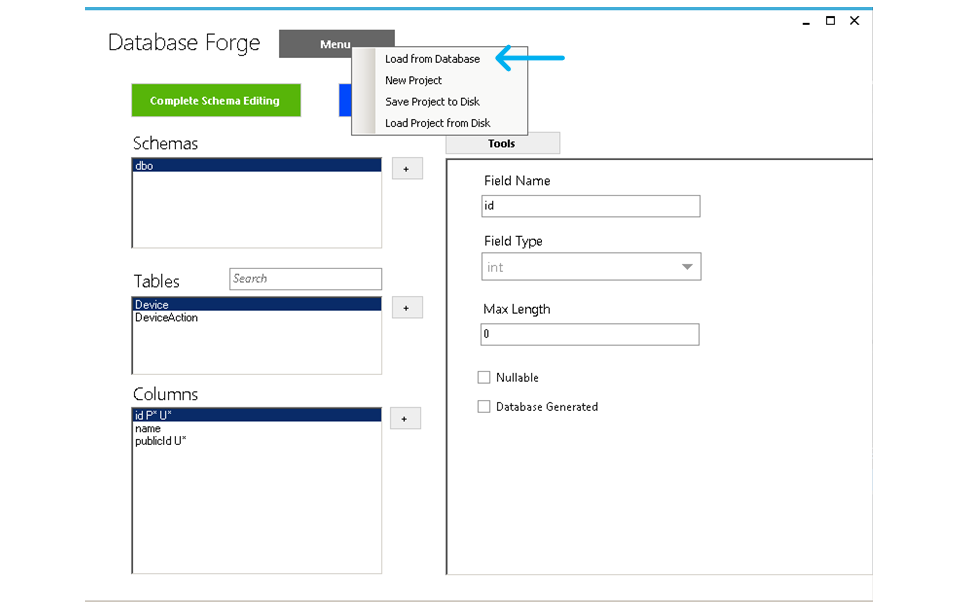 Database Forge
Menu
Load from Database
New Project
Save Project to Disk
Load Project from Disk
Complete Schema Editing
Schemas
dbo
+
Tables
Search
Device
DeviceAction
+
Columns
id P* U*
name
publicId U*
+
Tools
Field Name
id
Field Type
int
Max Length
0
Nullable
Database Generated